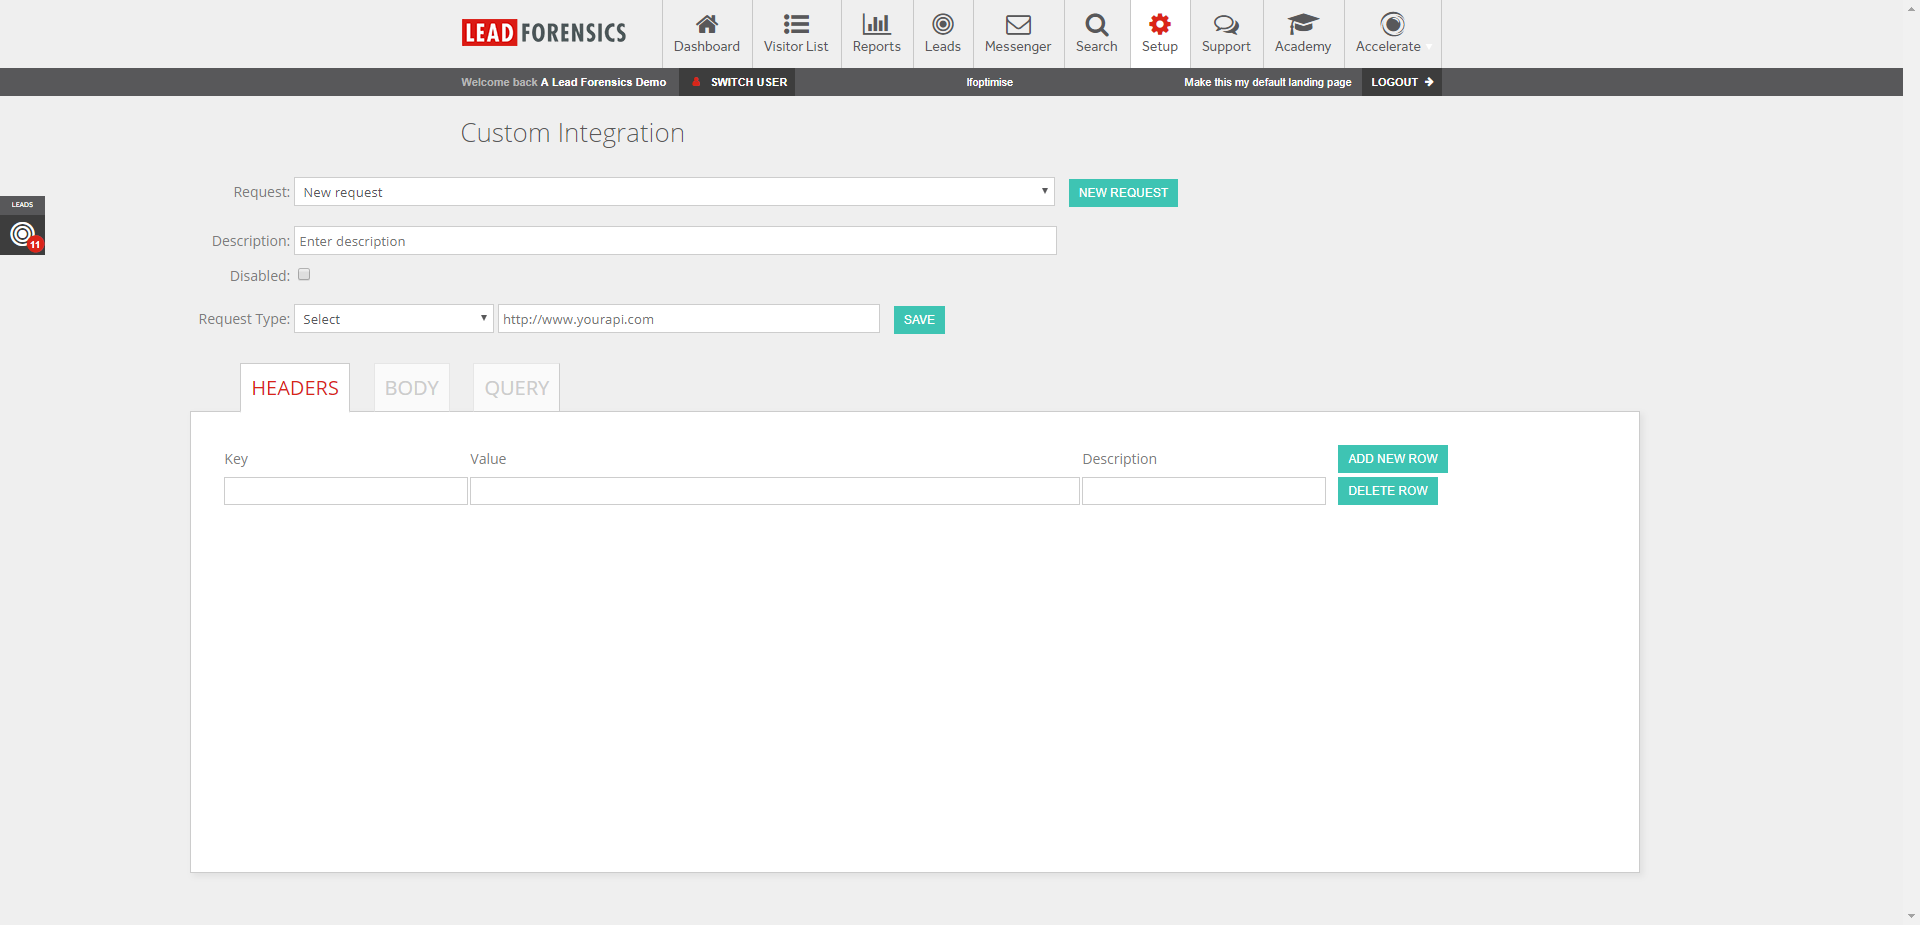 LEAD FORENSICS
Dashboard
Visitor List
Reports
Leads
Messenger
Search
Setup
Support
Academy
Accelerate
Welcome back A Lead Forensics Demo
SWITCH USER
lfoptimise
Make this my default landing page
LOGOUT
Custom Integration
Request: New request
NEW REQUEST
LEADS
11
Description: Enter description
Disabled:
Request Type: Select
http://www.yourapi.com
SAVE
HEADERS
BODY
QUERY
Key
Value
Description
ADD NEW ROW
DELETE ROW